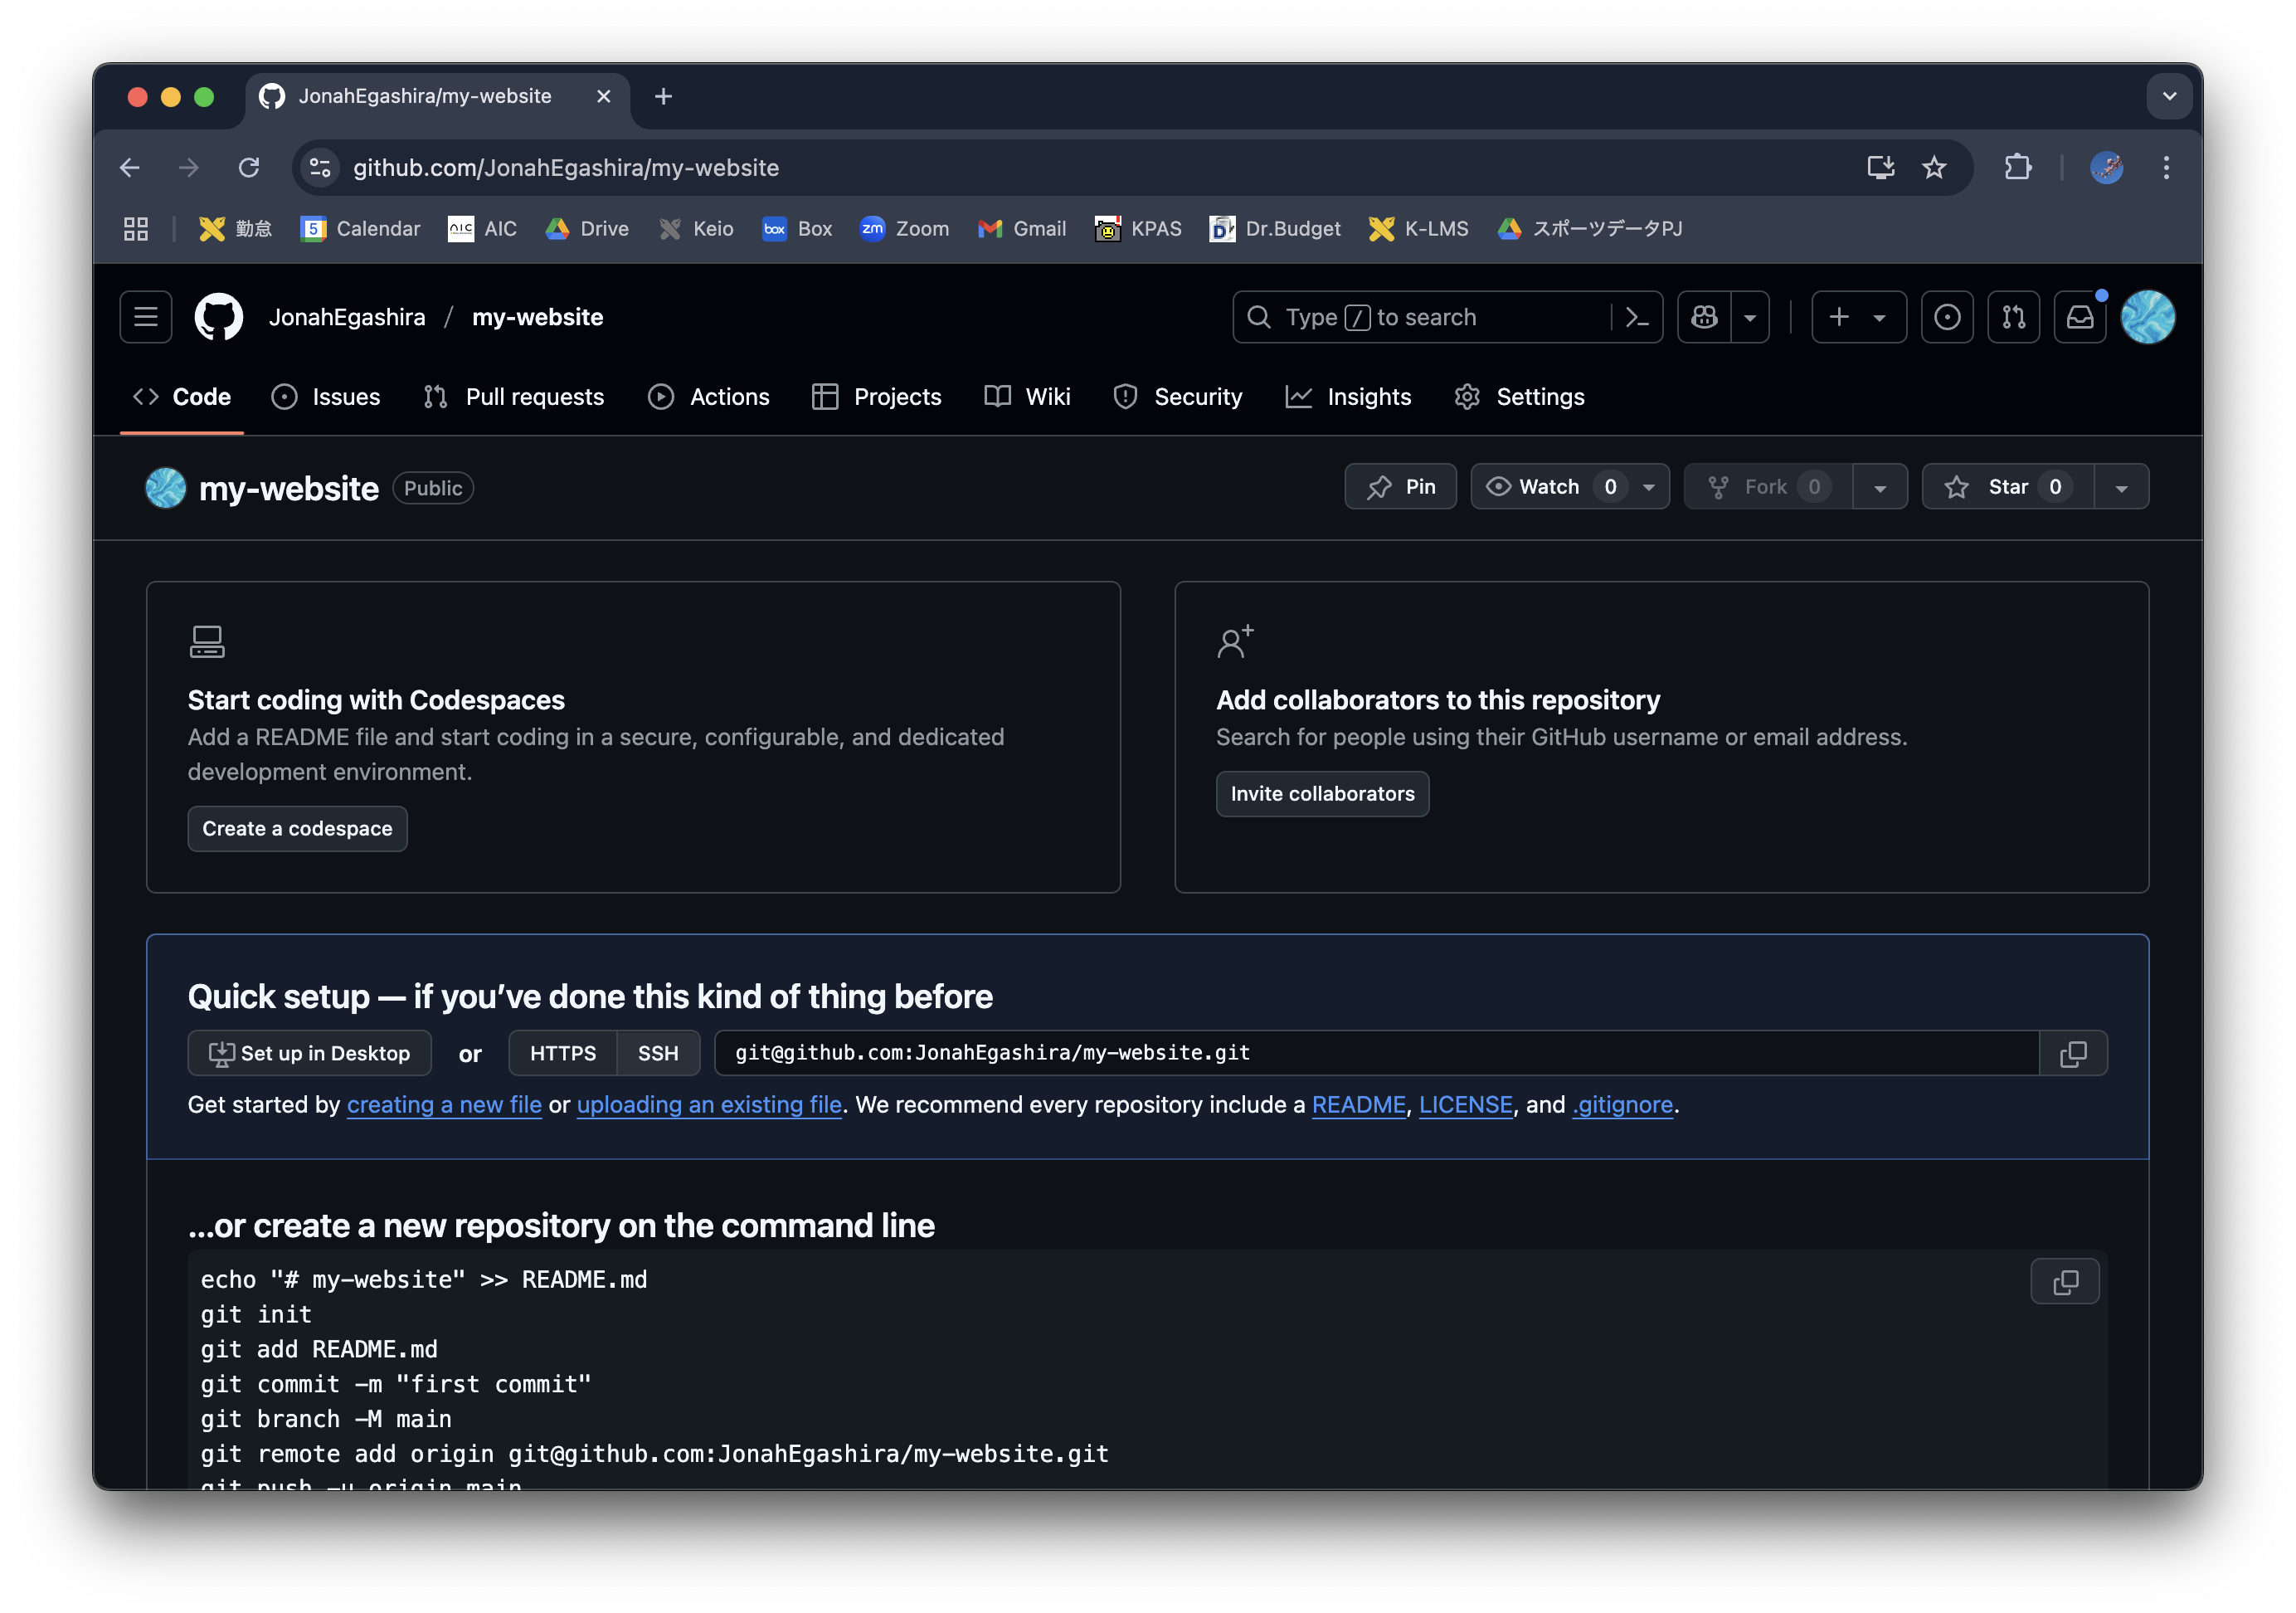 JonahEgashira/my-website
github.com/JonahEgashira/my-website
勤怠 5 Calendar AIC AIC Drive Keio box Box zm Zoom Gmail KPAS D Dr.Budget K-LMS スポーツデータPJ
JonahEgashira / my-website Type / to search
Code Issues Pull requests Actions Projects Wiki Security Insights Settings
my-website Public Pin Watch 0 Fork 0 Star 0
Start coding with Codespaces
Add a README file and start coding in a secure, configurable, and dedicated
development environment.
Create a codespace
Add collaborators to this repository
Search for people using their GitHub username or email address.
Invite collaborators
Quick setup — if you’ve done this kind of thing before
Set up in Desktop or HTTPS SSH git@github.com:JonahEgashira/my-website.git
Get started by creating a new file or uploading an existing file. We recommend every repository include a README, LICENSE, and .gitignore.
…or create a new repository on the command line
echo "# my-website" >> README.md
git init
git add README.md
git commit -m "first commit"
git branch -M main
git remote add origin git@github.com:JonahEgashira/my-website.git
git push -u origin main